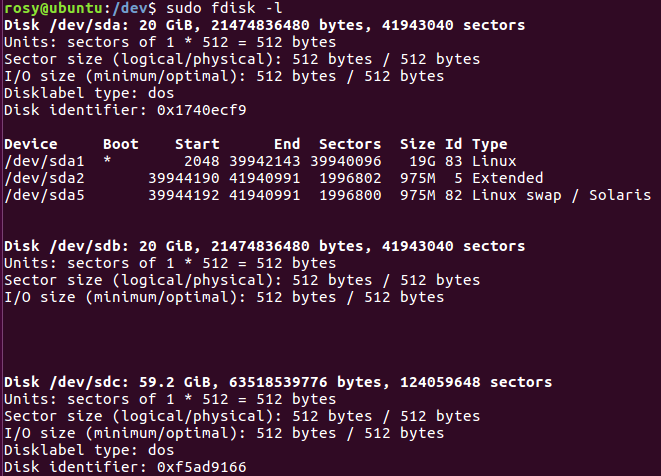 rosy@ubuntu:/dev$ sudo fdisk -l
Disk /dev/sda: 20 GiB, 21474836480 bytes, 41943040 sectors
Units: sectors of 1 * 512 = 512 bytes
Sector size (logical/physical): 512 bytes / 512 bytes
I/O size (minimum/optimal): 512 bytes / 512 bytes
Disklabel type: dos
Disk identifier: 0x1740ecf9
Device     Boot    Start      End  Sectors  Size Id Type
/dev/sda1  *        2048 39942143 39940096   19G 83 Linux
/dev/sda2       39944190 41940991  1996802  975M  5 Extended
/dev/sda5       39944192 41940991  1996800  975M 82 Linux swap / Solaris
Disk /dev/sdb: 20 GiB, 21474836480 bytes, 41943040 sectors
Units: sectors of 1 * 512 = 512 bytes
Sector size (logical/physical): 512 bytes / 512 bytes
I/O size (minimum/optimal): 512 bytes / 512 bytes
Disk /dev/sdc: 59.2 GiB, 63518539776 bytes, 124059648 sectors
Units: sectors of 1 * 512 = 512 bytes
Sector size (logical/physical): 512 bytes / 512 bytes
I/O size (minimum/optimal): 512 bytes / 512 bytes
Disklabel type: dos
Disk identifier: 0xf5ad9166